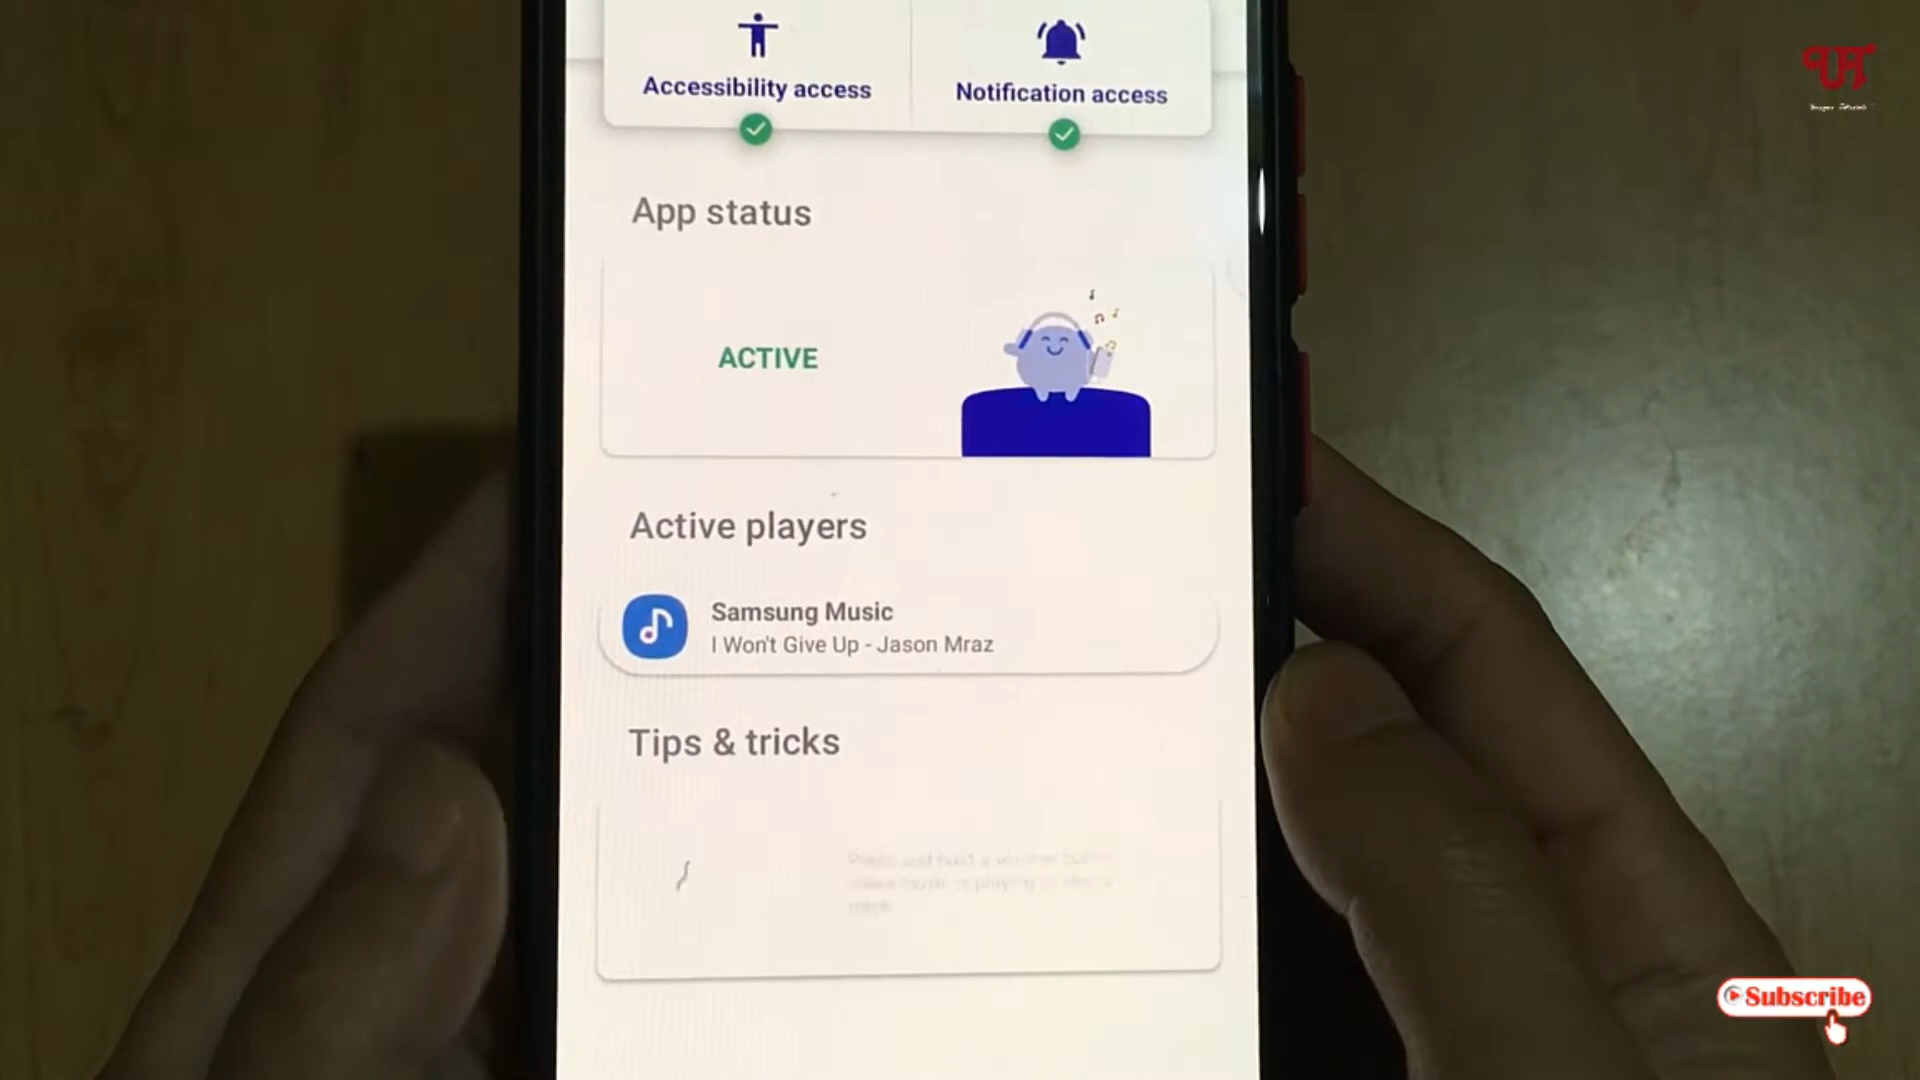 Accessibility access
Notification access
App status
ACTIVE
Active players
Samsung Music
I Won't Give Up - Jason Mraz
Tips & tricks
Subscribe